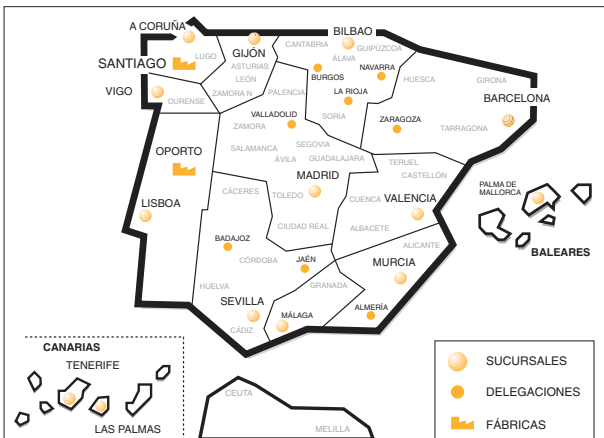 A CORUÑA
LUGO
SANTIAGO
VIGO
OURENSE
GIJÓN
ASTURIAS
LEÓN
ZAMORA N
PALENCIA
CANTABRIA
BILBAO
GUIPÚZCOA
ÁLAVA
BURGOS
NAVARRA
LA RIOJA
SORIA
HUESCA
GIRONA
BARCELONA
ZARAGOZA
TARRAGONA
VALLADOLID
ZAMORA
SEGOVIA
SALAMANCA
ÁVILA
GUADALAJARA
MADRID
TOLEDO
CIUDAD REAL
OPORTO
LISBOA
CÁCERES
TERUEL
CASTELLÓN
CUENCA
VALENCIA
ALBACETE
PALMA DE
MALLORCA
BALEARES
BADAJOZ
CÓRDOBA
JAÉN
HUELVA
SEVILLA
CÁDIZ
GRANADA
MÁLAGA
ALICANTE
MURCIA
ALMERÍA
CANARIAS
TENERIFE
LAS PALMAS
CEUTA
MELILLA
SUCURSALES
DELEGACIONES
FÁBRICAS